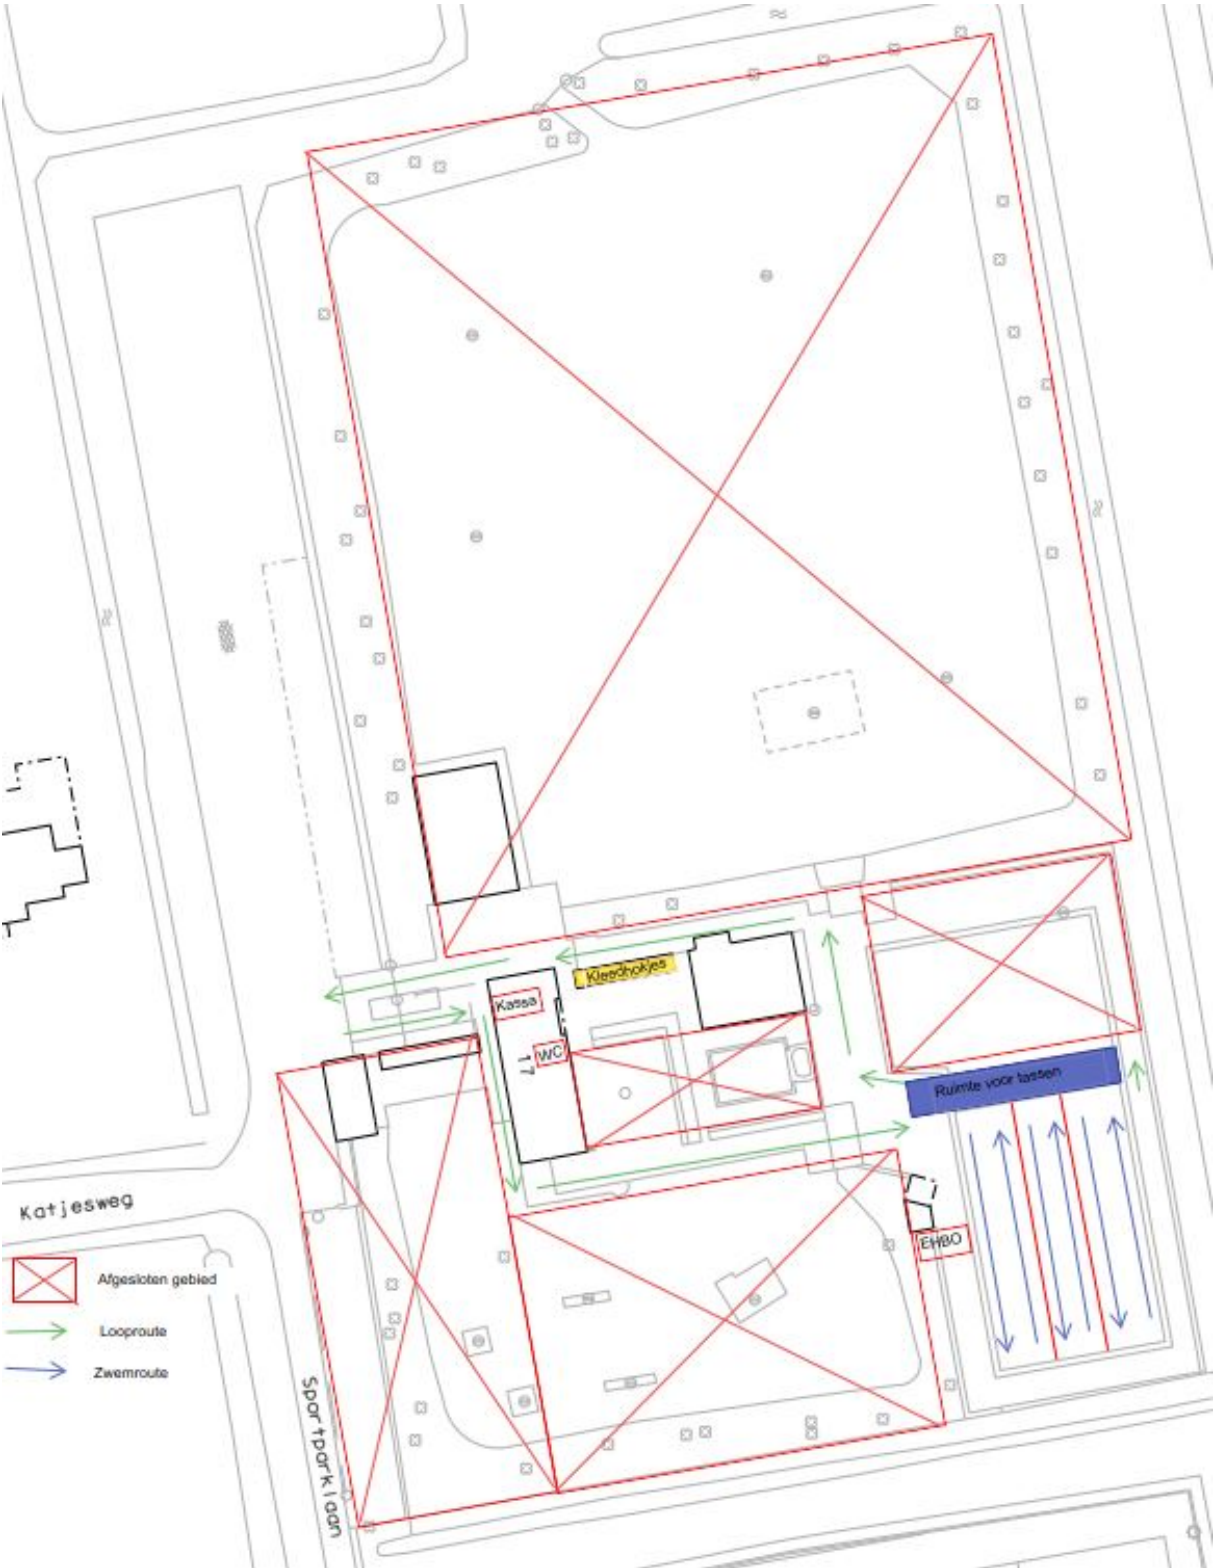 Kleedhokjes
Kassa
WC
17
Ruimte voor tassen
EHBO
Katjesweg
Afgesloten gebied
Looproute
Zwemroute
Sportparklaan